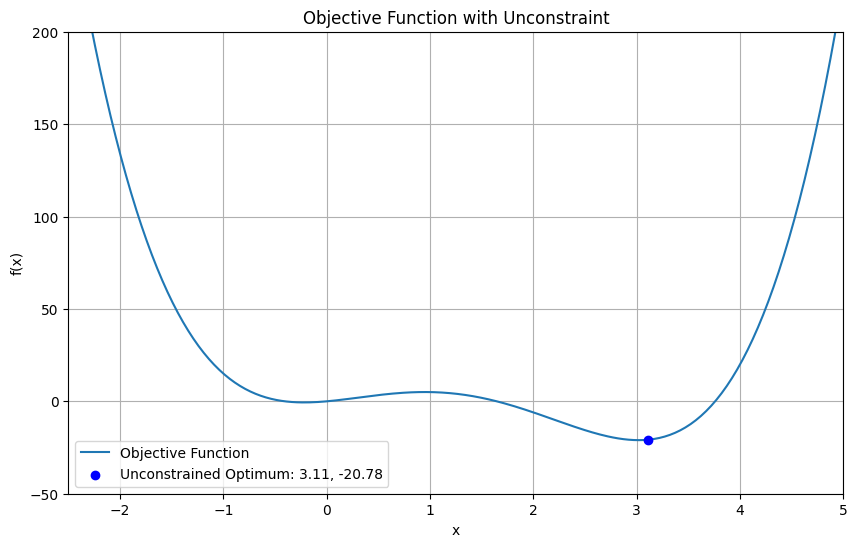 Objective Function with Unconstraint
f(x)
200
150
100
50
0
−50
−2
−1
0
1
2
3
4
5
x
Objective Function
Unconstrained Optimum: 3.11, -20.78